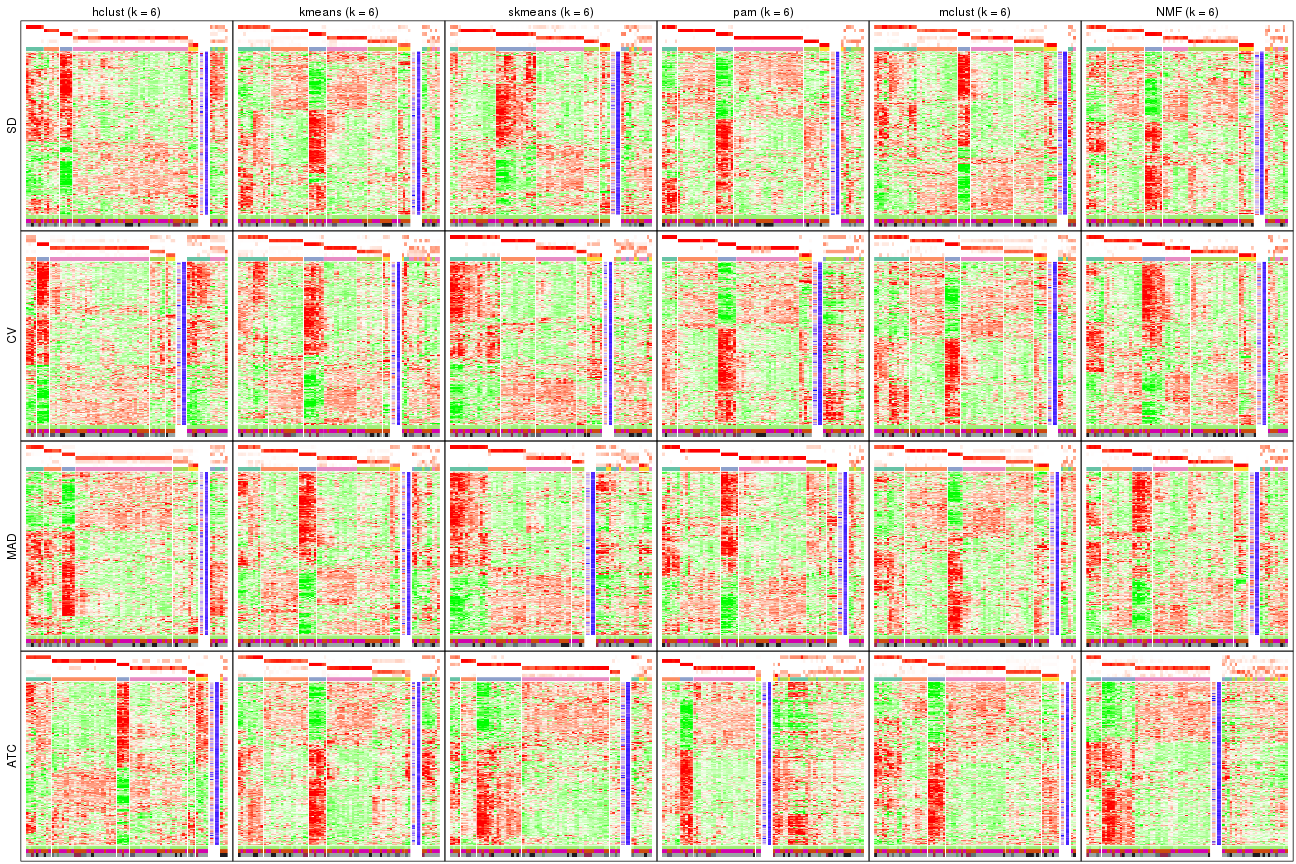 hclust (k = 6) kmeans (k = 6) skmeans (k = 6) pam (k = 6) mclust (k = 6) NMF (k = 6)
SD
CV
MAD
ATC